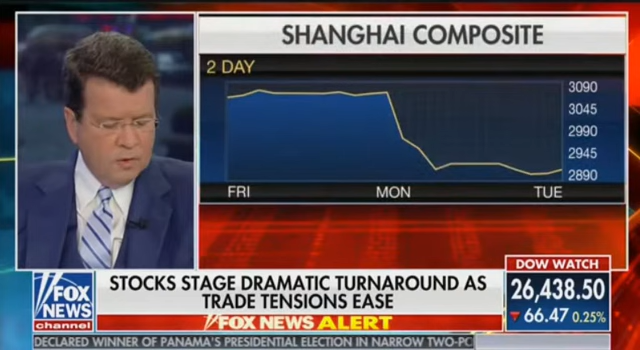 SHANGHAI COMPOSITE
2 DAY
3090
3045
2990
2945
2890
FRI MON TUE
DOW WATCH
26,438.50
66.47 0.25%
FOX
NEWS
channel
STOCKS STAGE DRAMATIC TURNAROUND AS
TRADE TENSIONS EASE
FOX NEWS ALERT
DECLARED WINNER OF PANAMA'S PRESIDENTIAL ELECTION IN NARROW TWO-P